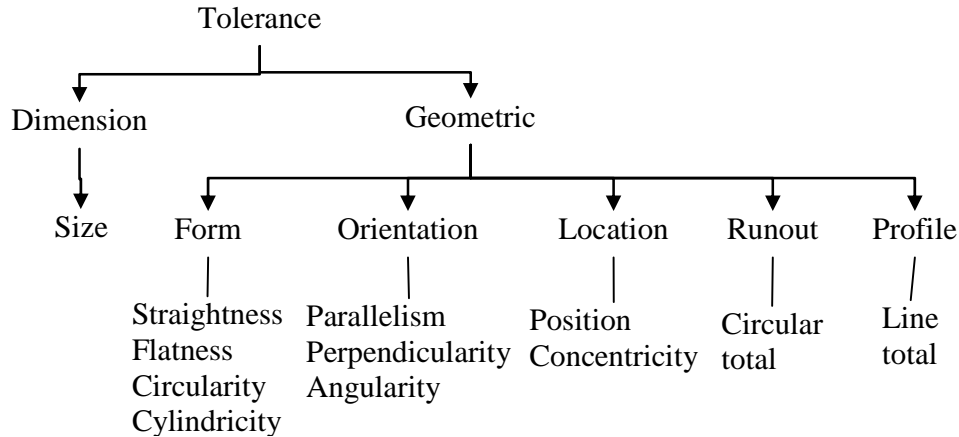 Tolerance
Dimension
Geometric
Size
Form
Orientation
Location
Runout
Profile
Straightness
Flatness
Circularity
Cylindricity
Parallelism
Perpendicularity
Angularity
Position
Concentricity
Circular
total
Line
total